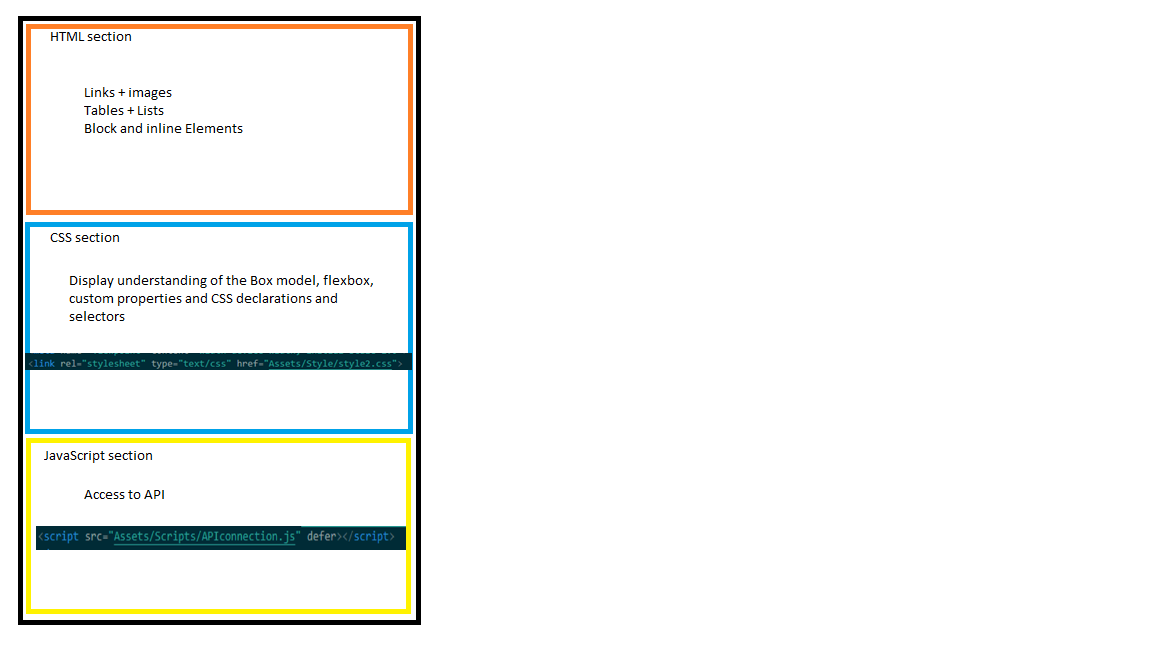 HTML section
Links + images
Tables + Lists
Block and inline Elements
CSS section
Display understanding of the Box model, flexbox,
custom properties and CSS declarations and
selectors
<link rel="stylesheet" type="text/css" href="Assets/Style/style2.css">
JavaScript section
Access to API
<script src="Assets/Scripts/APIconnection.js" defer></script>